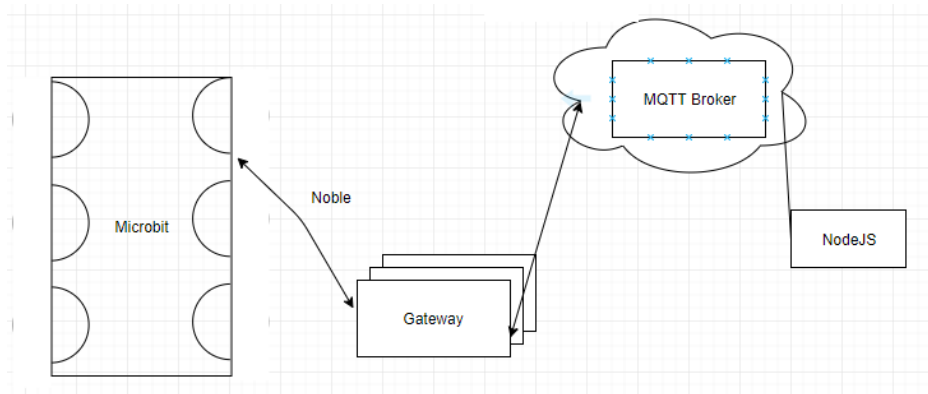 MQTT Broker
Noble
Microbit
NodeJS
Gateway